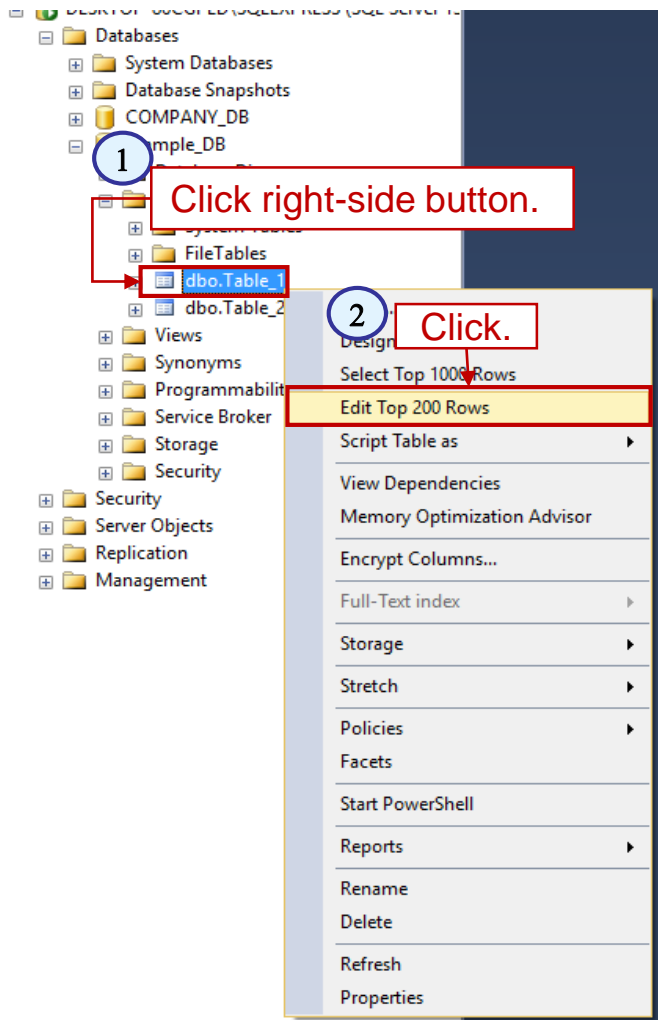 Databases
System Databases
Database Snapshots
COMPANY_DB
mple_DB
1
Click right-side button.
FileTables
dbo.Table_1
dbo.Table_2
Views
Synonyms
Programmabilit
Service Broker
Storage
Security
Security
Server Objects
Replication
Management
2
Click.
Design
Select Top 1000 Rows
Edit Top 200 Rows
Script Table as
View Dependencies
Memory Optimization Advisor
Encrypt Columns...
Full-Text index
Storage
Stretch
Policies
Facets
Start PowerShell
Reports
Rename
Delete
Refresh
Properties